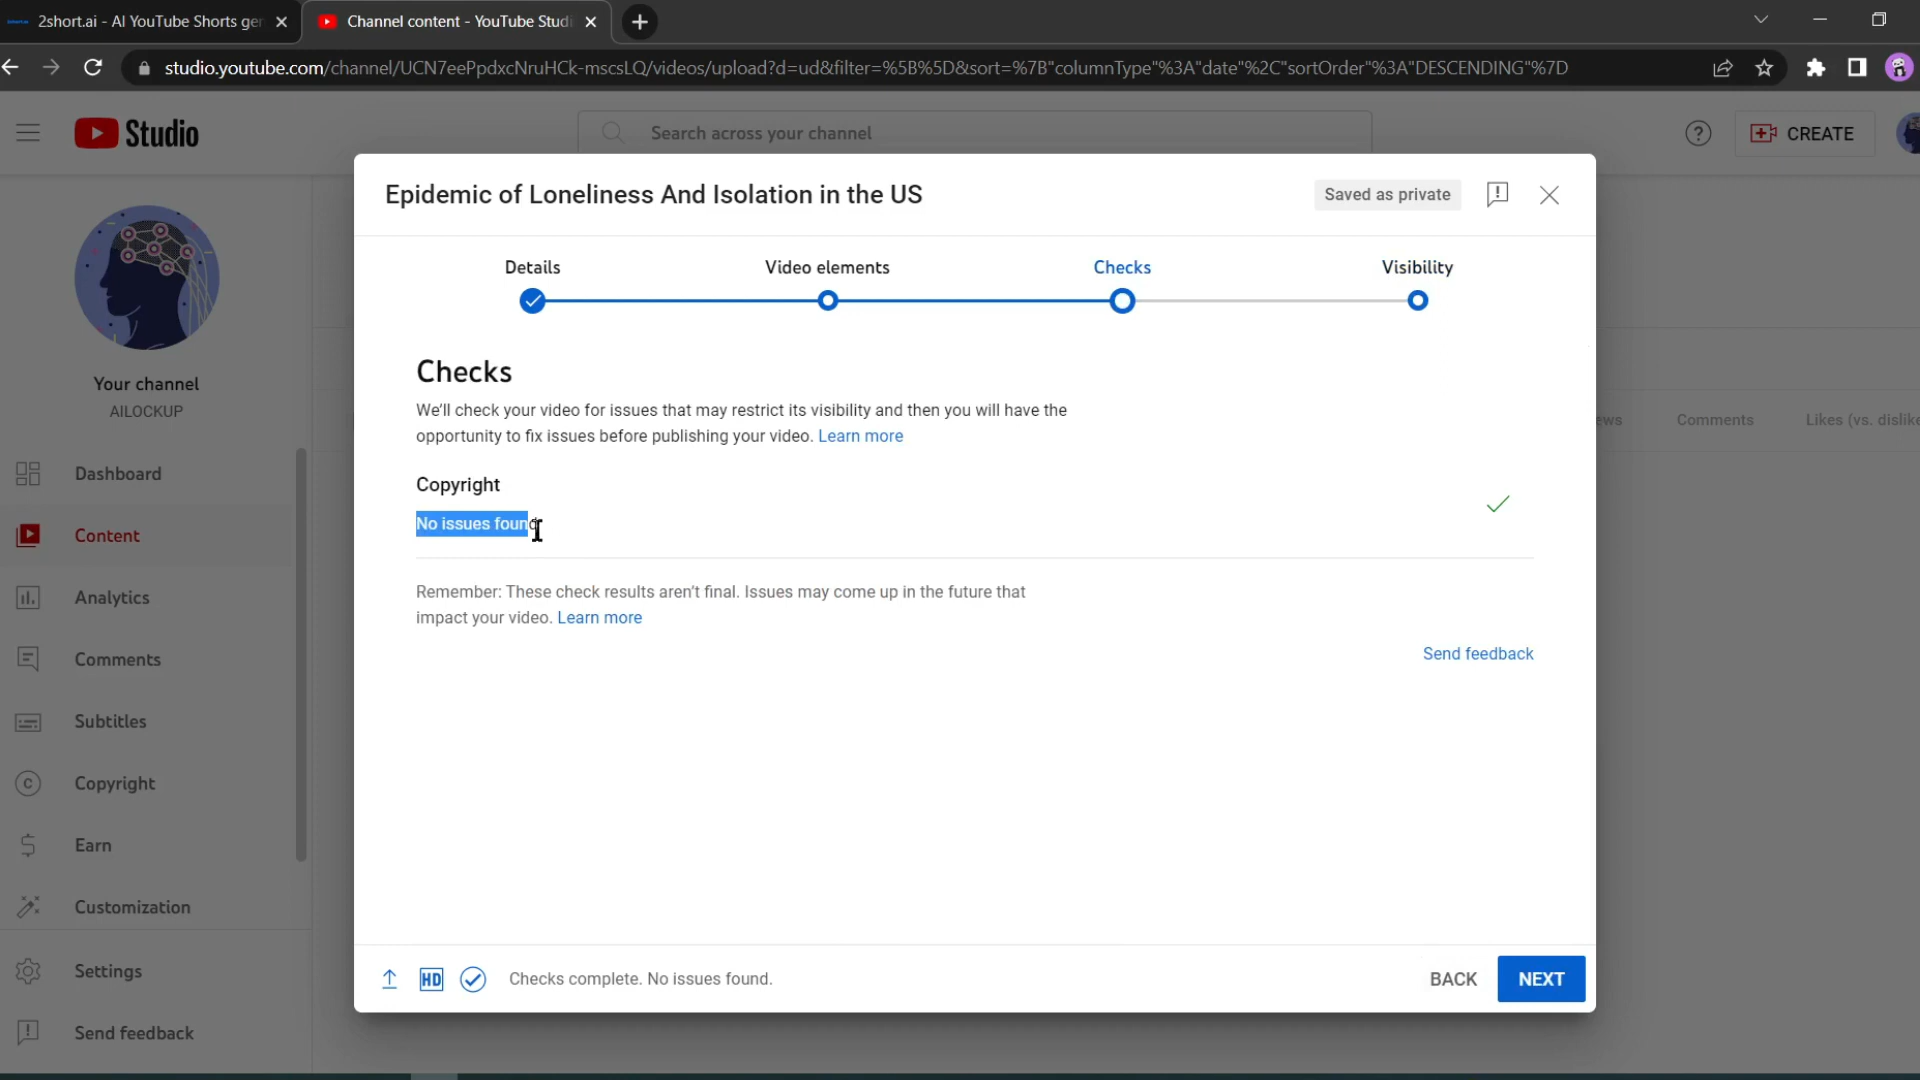 2short.ai - AI YouTube Shorts ge
Channel content - YouTube Studi
studio.youtube.com/channel/UCN7eePpdxcNruHCk-mscsLQ/videos/upload?d=ud&filter=%5B%5D&sort=%7B"columnType"%3A"date"%2C"sortOrder"%3A"DESCENDING"%7D
Studio
Search across your channel
CREATE
Epidemic of Loneliness And Isolation in the US
Saved as private
Details
Video elements
Checks
Visibility
Checks
We'll check your video for issues that may restrict its visibility and then you will have the
opportunity to fix issues before publishing your video. Learn more
Copyright
No issues found
Remember: These check results aren't final. Issues may come up in the future that
impact your video. Learn more
Send feedback
HD
Checks complete. No issues found.
BACK
NEXT
Your channel
AILOCKUP
Dashboard
Content
Analytics
Comments
Subtitles
Copyright
Earn
Customization
Settings
Send feedback
ews
Comments
Likes (vs. dislike